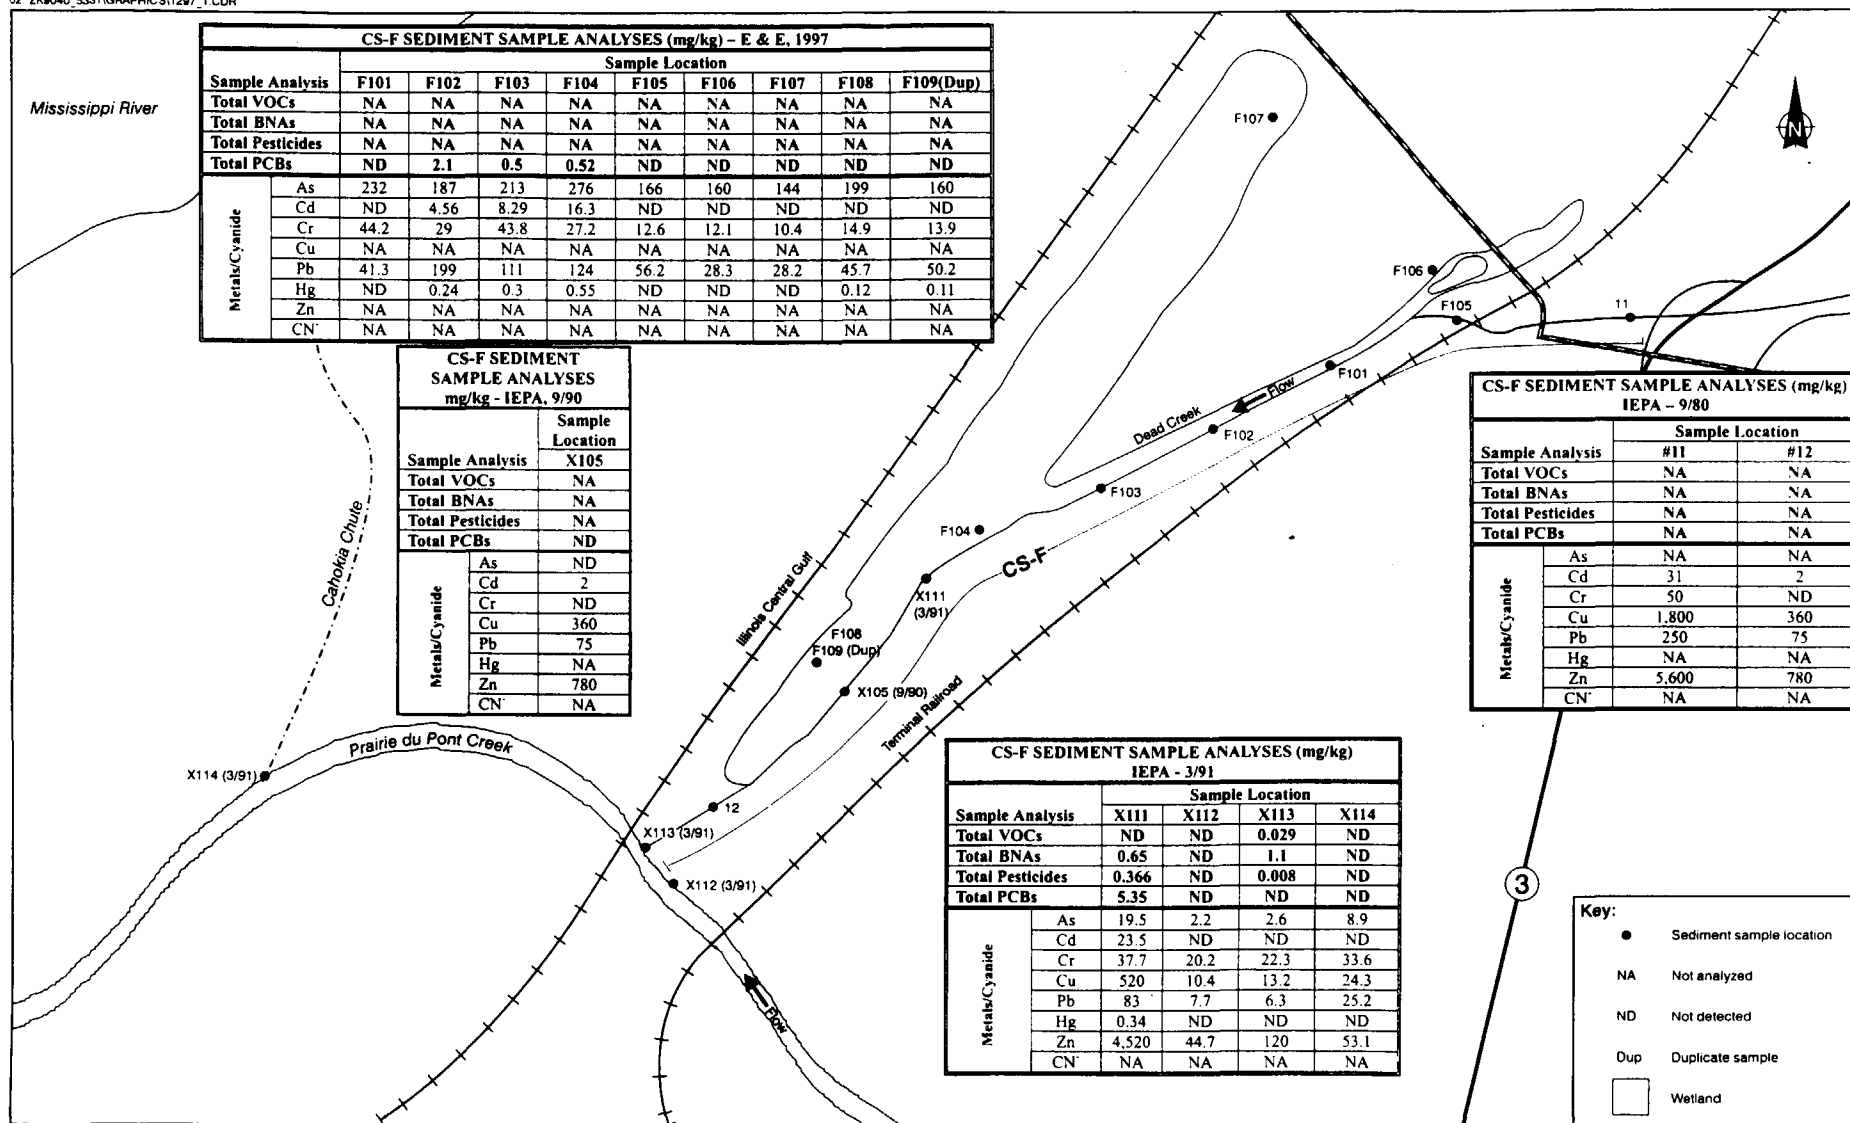 CS-F SEDIMENT SAMPLE ANALYSES (mg/kg) – E & E, 1997
Sample Location
Sample Analysis F101 F102 F103 F104 F105 F106 F107 F108 F109(Dup)
Total VOCs NA NA NA NA NA NA NA NA NA
Total BNAs NA NA NA NA NA NA NA NA NA
Total Pesticides NA NA NA NA NA NA NA NA NA
Total PCBs ND 2.1 0.5 0.52 ND ND ND ND ND
Metals/Cyanide
As 232 187 213 276 166 160 144 199 160
Cd ND 4.56 8.29 16.3 ND ND ND ND ND
Cr 44.2 29 43.8 27.2 12.6 12.1 10.4 14.9 13.9
Cu NA NA NA NA NA NA NA NA NA
Pb 41.3 199 111 124 56.2 28.3 28.2 45.7 50.2
Hg ND 0.24 0.3 0.55 ND ND ND 0.12 0.11
Zn NA NA NA NA NA NA NA NA NA
CN- NA NA NA NA NA NA NA NA NA
Mississippi River
N
F107
F106
F105
11
F101
Flow
Dead Creek
F102
F103
F104
CS-F
X111
(3/91)
Illinois Central Gulf
F108
F109 (Dup)
X105 (9/90)
Terminal Railroad
Cahokia Chute
Prairie du Pont Creek
X114 (3/91)
12
X113 (3/91)
X112 (3/91)
Flow
3
CS-F SEDIMENT
SAMPLE ANALYSES
mg/kg - IEPA, 9/90
Sample
Location
Sample Analysis X105
Total VOCs NA
Total BNAs NA
Total Pesticides NA
Total PCBs ND
Metals/Cyanide
As ND
Cd 2
Cr ND
Cu 360
Pb 75
Hg NA
Zn 780
CN- NA
CS-F SEDIMENT SAMPLE ANALYSES (mg/kg)
IEPA – 9/80
Sample Location
Sample Analysis #11 #12
Total VOCs NA NA
Total BNAs NA NA
Total Pesticides NA NA
Total PCBs NA NA
Metals/Cyanide
As NA NA
Cd 31 2
Cr 50 ND
Cu 1,800 360
Pb 250 75
Hg NA NA
Zn 5,600 780
CN- NA NA
CS-F SEDIMENT SAMPLE ANALYSES (mg/kg)
IEPA - 3/91
Sample Location
Sample Analysis X111 X112 X113 X114
Total VOCs ND ND 0.029 ND
Total BNAs 0.65 ND 1.1 ND
Total Pesticides 0.366 ND 0.008 ND
Total PCBs 5.35 ND ND ND
Metals/Cyanide
As 19.5 2.2 2.6 8.9
Cd 23.5 ND ND ND
Cr 37.7 20.2 22.3 33.6
Cu 520 10.4 13.2 24.3
Pb 83 7.7 6.3 25.2
Hg 0.34 ND ND ND
Zn 4,520 44.7 120 53.1
CN- NA NA NA NA
Key:
Sediment sample location
NA Not analyzed
ND Not detected
Dup Duplicate sample
Wetland